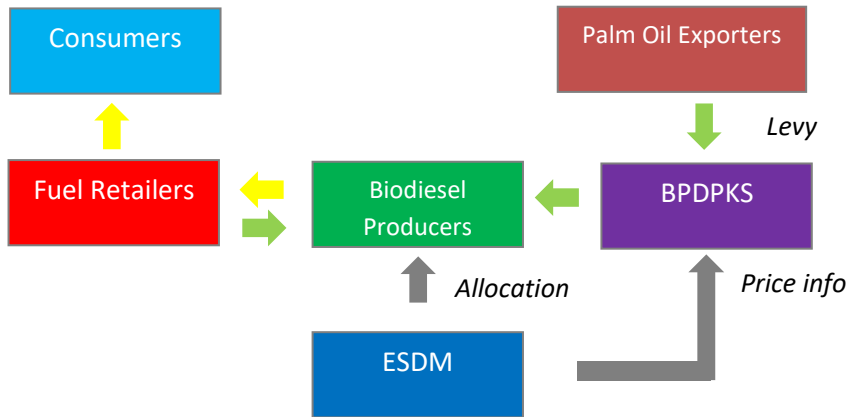 Consumers
Palm Oil Exporters
Levy
Fuel Retailers
Biodiesel
Producers
BPDPKS
Allocation
Price info
ESDM